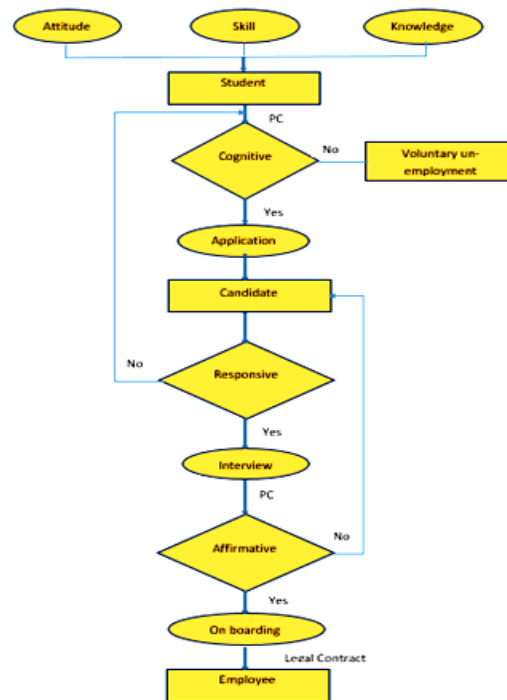 Attitude
Skill
Knowledge
Student
PC
Cognitive
No
Voluntary un-
employment
Yes
Application
Candidate
No
Responsive
Yes
Interview
PC
Affirmative
No
Yes
On boarding
Legal Contract
Employee